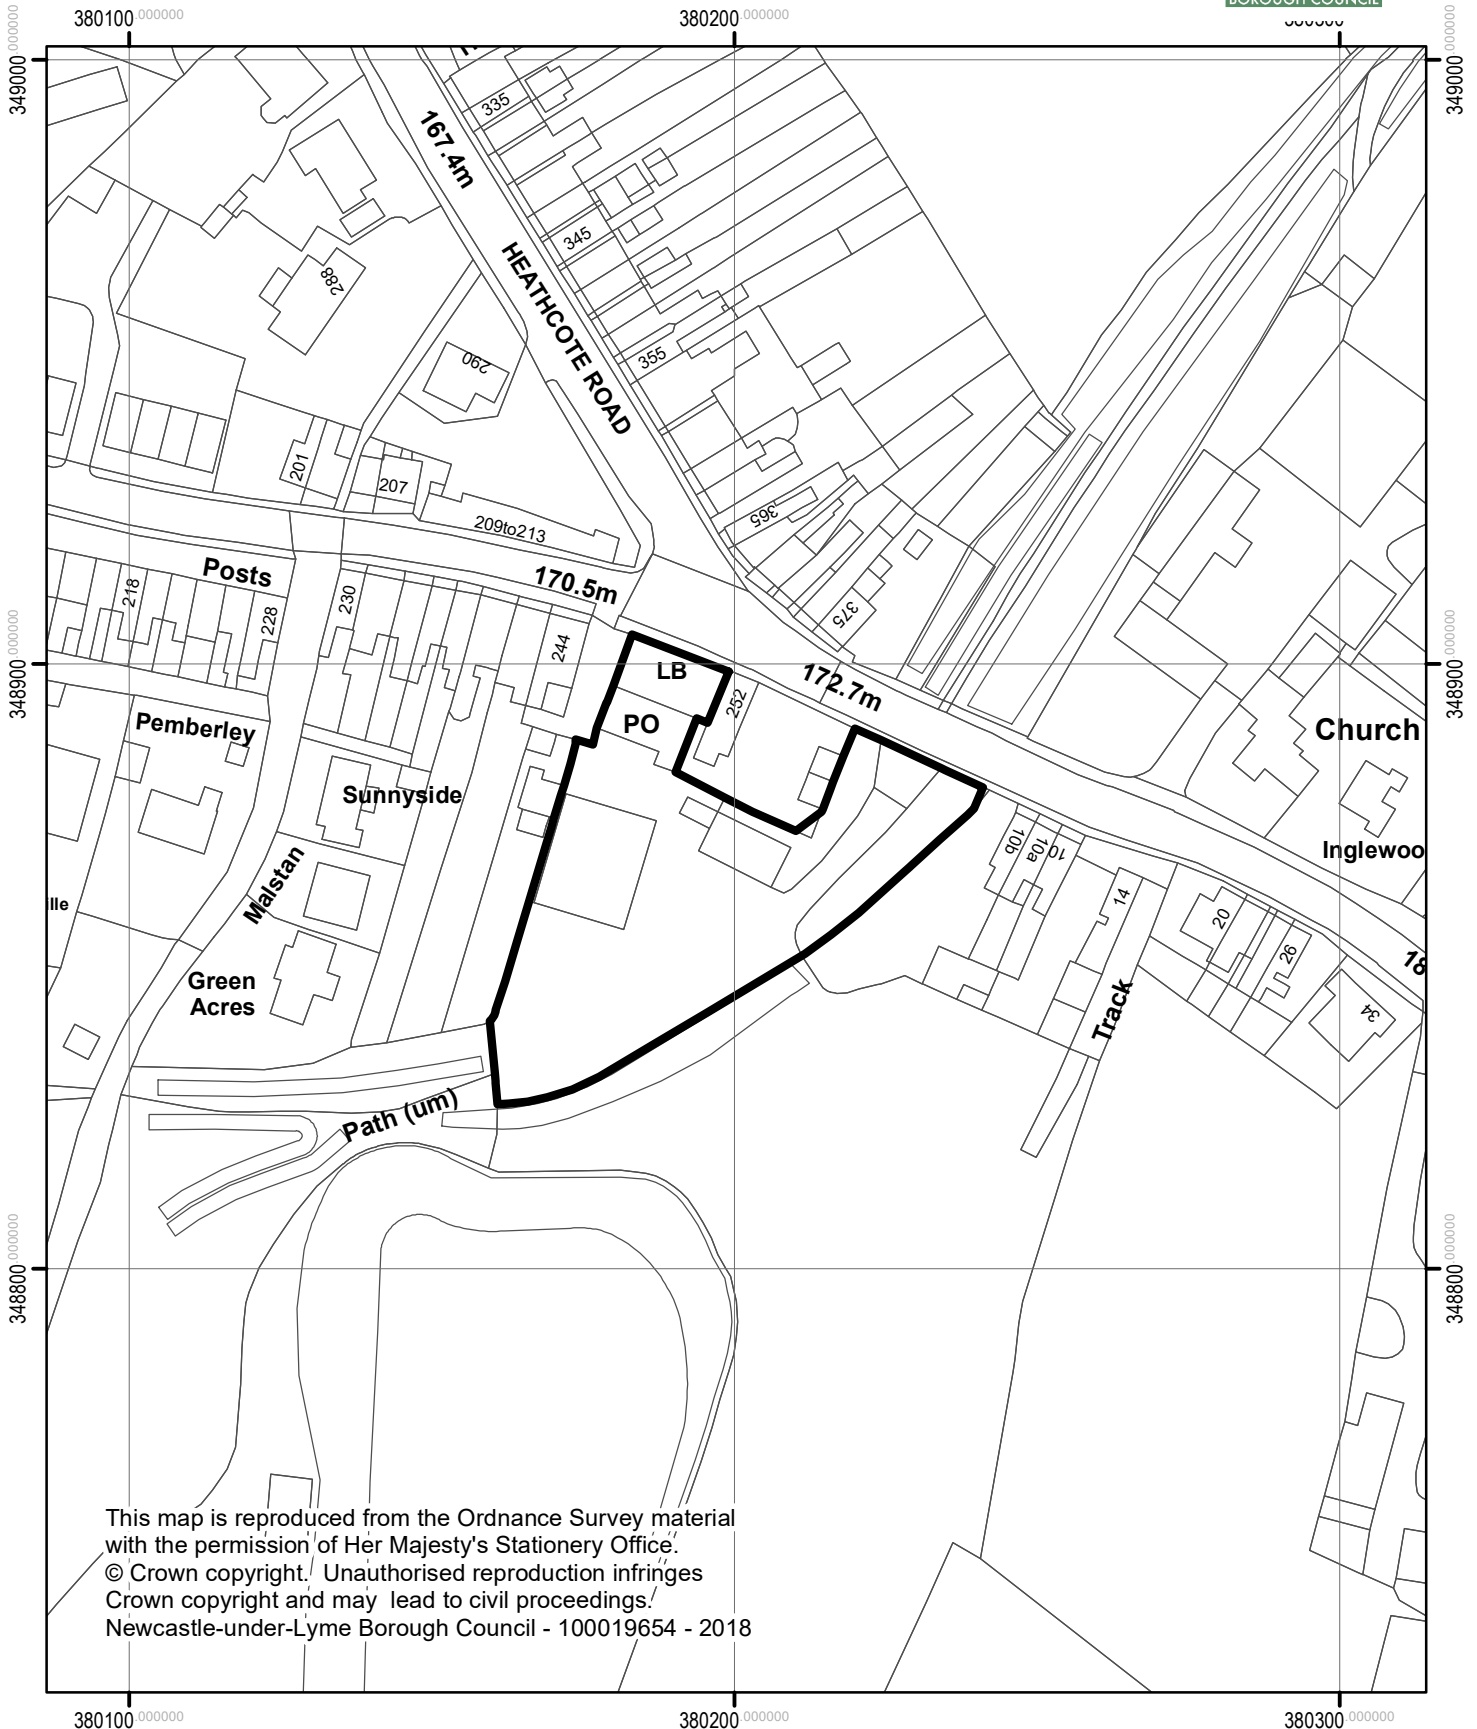 BOROUGH COUNCIL
380100.000000
380200.000000
380300.000000
349000.000000
349000.000000
335
167.4m
345
HEATHCOTE ROAD
288
355
290
201
207
365
209to213
Posts
170.5m
218
228
230
375
244
348900.000000
348900.000000
LB
172.7m
252
PO
Pemberley
Church
Sunnyside
10b
10a
10
Inglewoo
Malstan
lle
14
20
26
18
Green
Acres
34
Track
Path (um)
348800.000000
348800.000000
This map is reproduced from the Ordnance Survey material
with the permission of Her Majesty's Stationery Office.
© Crown copyright. Unauthorised reproduction infringes
Crown copyright and may lead to civil proceedings.
Newcastle-under-Lyme Borough Council - 100019654 - 2018
380100.000000
380200.000000
380300.000000